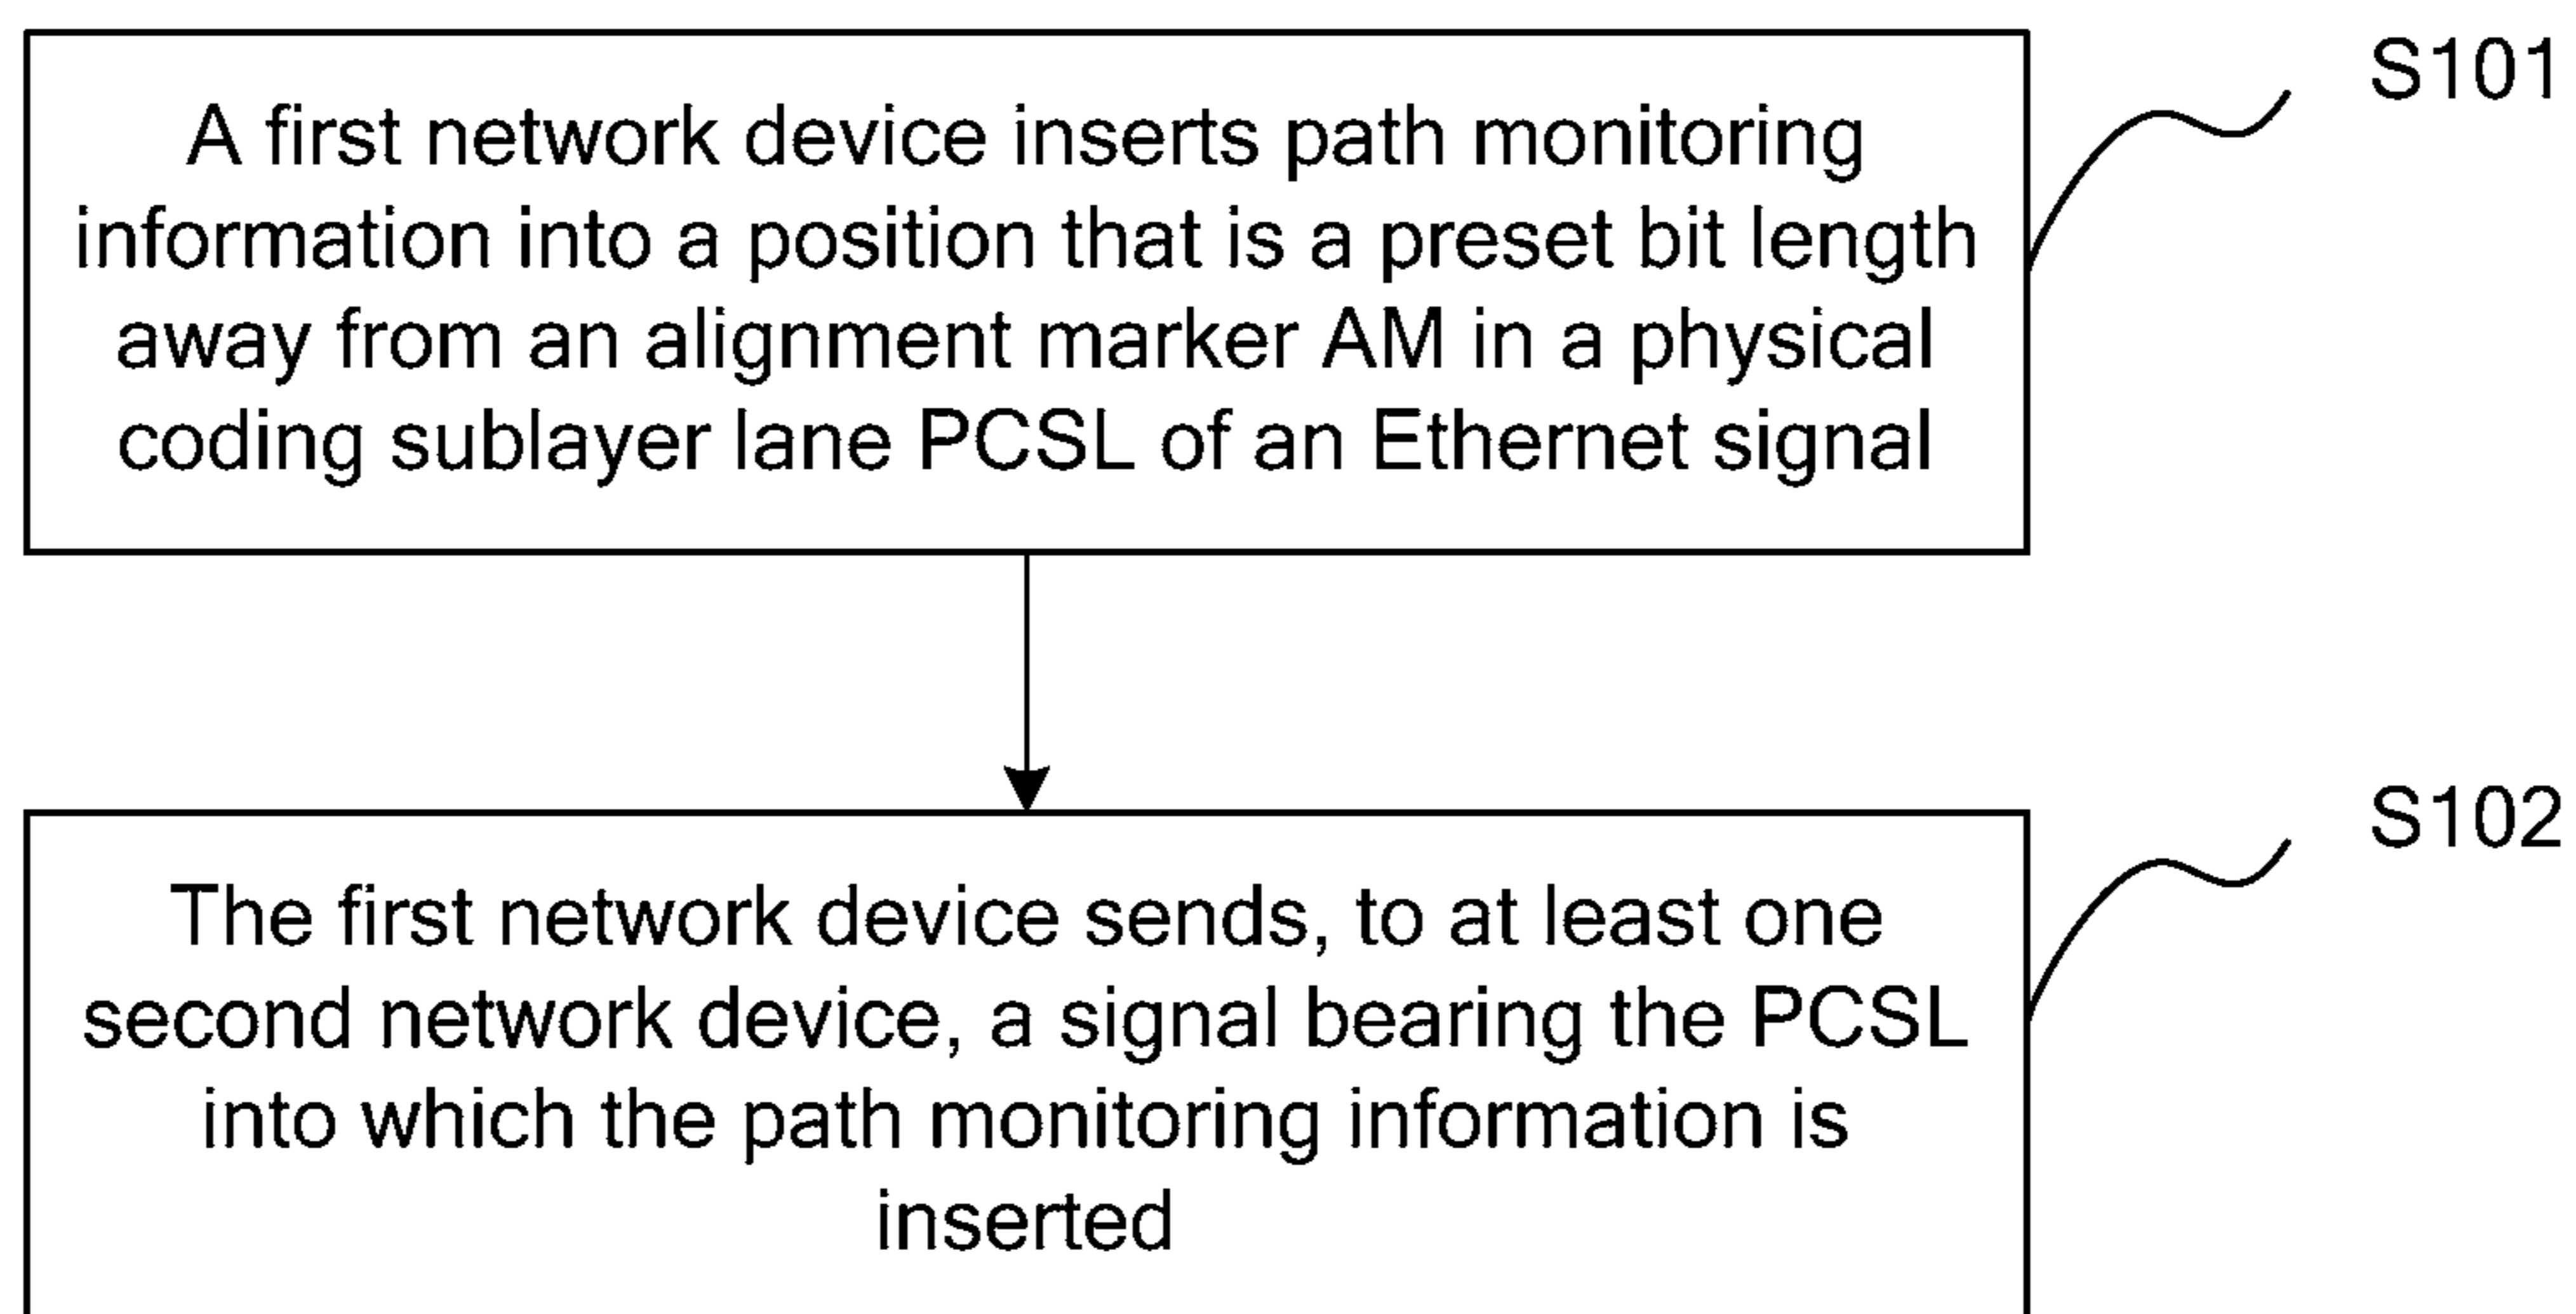 A first network device inserts path monitoring
information into a position that is a preset bit length
away from an alignment marker AM in a physical
coding sublayer lane PCSL of an Ethernet signal
S101
The first network device sends, to at least one
second network device, a signal bearing the PCSL
into which the path monitoring information is
inserted
S102